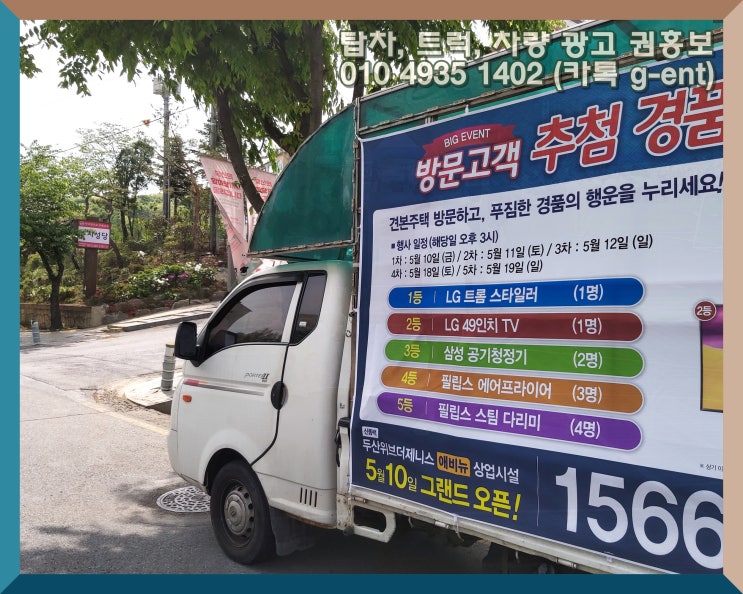 탑차, 트럭, 차량 광고 권홍보
010 4935 1402 (카톡 g-ent)
BIG EVENT
방문고객 추첨 경품
견본주택 방문하고, 푸짐한 경품의 행운을 누리세요!
■ 행사 일정 (해당일 오후 3시)
1차 : 5월 10일 (금) / 2차 : 5월 11일 (토) / 3차 : 5월 12일 (일)
4차 : 5월 18일 (토) / 5차 : 5월 19일 (일)
1등 LG 트롬 스타일러 (1명)
2등 LG 49인치 TV (1명)
3등 삼성 공기청정기 (2명)
4등 필립스 에어프라이어 (3명)
5등 필립스 스팀 다리미 (4명)
2등
※ 상기 이
신동백
두산위브더제니스 애비뉴 상업시설
5월 10일 그랜드 오픈!
1566